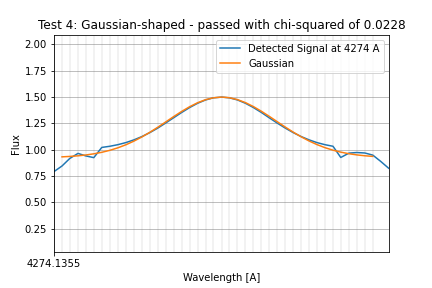 Test 4: Gaussian-shaped - passed with chi-squared of 0.0228
Detected Signal at 4274 A
Gaussian
2.00
1.75
1.50
1.25
1.00
0.75
0.50
0.25
Flux
4274.1355
Wavelength [A]